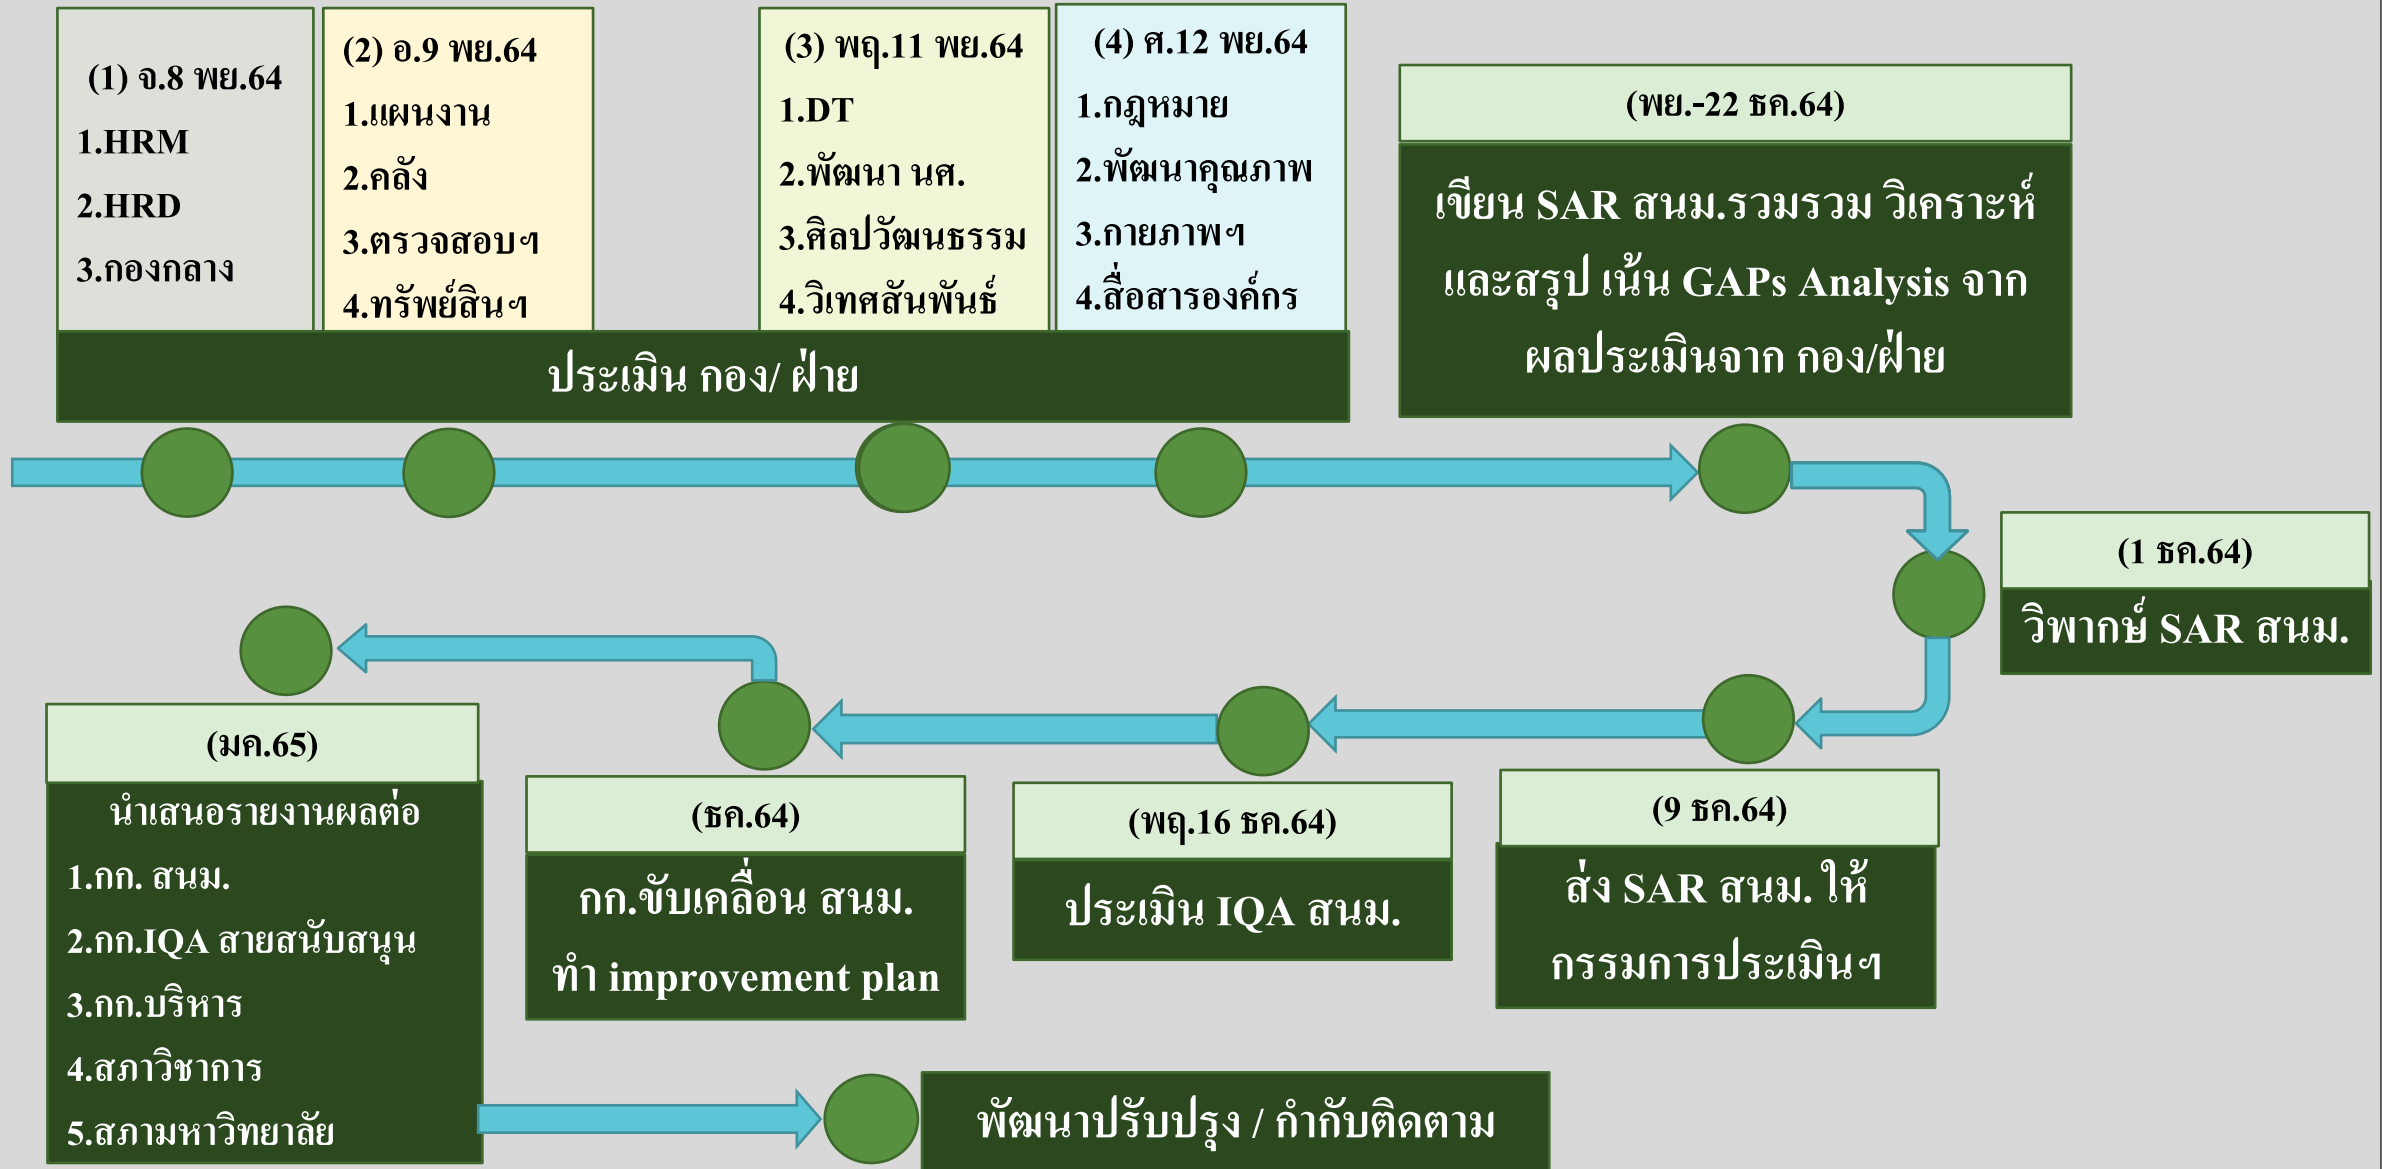 (1) จ.8 พย.64
1.HRM
2.HRD
3.กองกลาง
(2) อ.9 พย.64
1.แผนงาน
2.คลัง
3.ตรวจสอบฯ
4.ทรัพย์สินฯ
(3) พฤ.11 พย.64
1.DT
2.พัฒนา นศ.
3.ศิลปวัฒนธรรม
4.วิเทศสันพันธ์
(4) ศ.12 พย.64
1.กฎหมาย
2.พัฒนาคุณภาพ
3.กายภาพฯ
4.สื่อสารองค์กร
ประเมิน กอง/ ฝ่าย
(พย.-22 ธค.64)
เขียน SAR สนม.รวมรวม วิเคราะห์
และสรุป เน้น GAPs Analysis จาก
ผลประเมินจาก กอง/ฝ่าย
(1 ธค.64)
วิพากษ์ SAR สนม.
(9 ธค.64)
ส่ง SAR สนม. ให้
กรรมการประเมินฯ
(พฤ.16 ธค.64)
ประเมิน IQA สนม.
(ธค.64)
กก.ขับเคลื่อน สนม.
ทำ improvement plan
(มค.65)
นำเสนอรายงานผลต่อ
1.กก. สนม.
2.กก.IQA สายสนับสนุน
3.กก.บริหาร
4.สภาวิชาการ
5.สภามหาวิทยาลัย
พัฒนาปรับปรุง / กำกับติดตาม